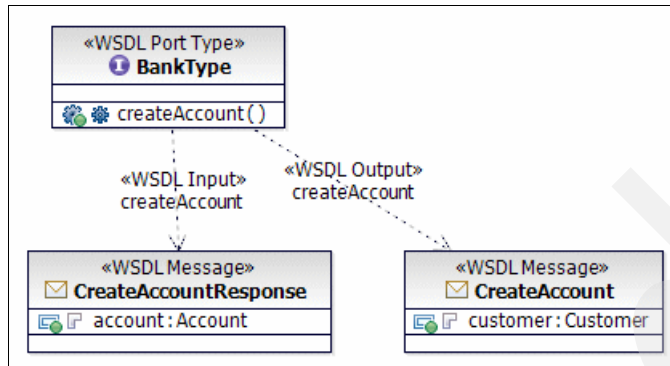 «WSDL Port Type»
BankType
createAccount ( )
«WSDL Input»
createAccount
«WSDL Output»
createAccount
«WSDL Message»
CreateAccountResponse
account : Account
«WSDL Message»
CreateAccount
customer : Customer